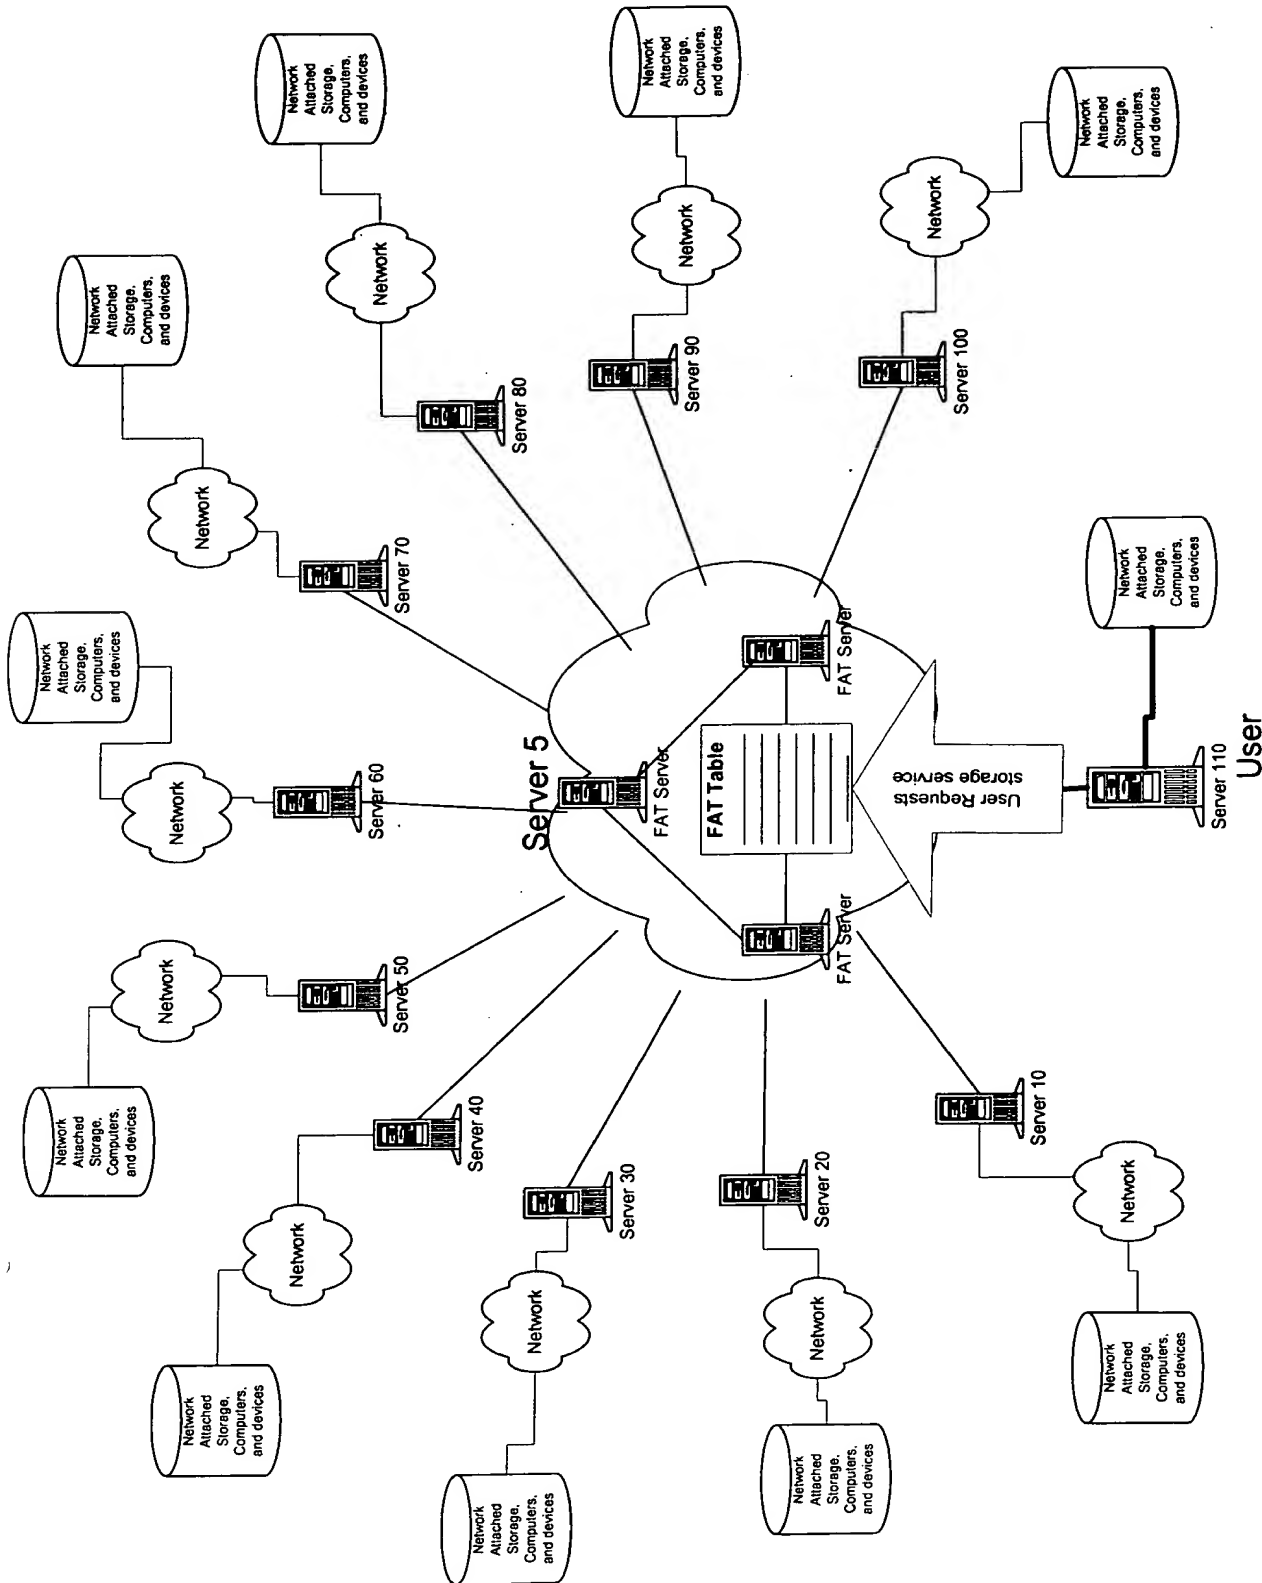 Network
Attached
Storage,
Computers,
and devices
Network
Server 60
Network
Attached
Storage,
Computers,
and devices
Network
Server 50
Network
Attached
Storage,
Computers,
and devices
Network
Server 70
Network
Attached
Storage,
Computers,
and devices
Network
Server 40
Network
Attached
Storage,
Computers,
and devices
Network
Server 80
Network
Attached
Storage,
Computers,
and devices
Network
Server 30
Server 5
FAT Server
Network
Attached
Storage,
Computers,
and devices
Network
Server 90
FAT Table
FAT Server
FAT Server
Network
Attached
Storage,
Computers,
and devices
Network
Server 20
User Requests
storage service
Network
Attached
Storage,
Computers,
and devices
Network
Server 100
Network
Attached
Storage,
Computers,
and devices
Network
Server 10
Network
Attached
Storage,
Computers,
and devices
Server 110
User